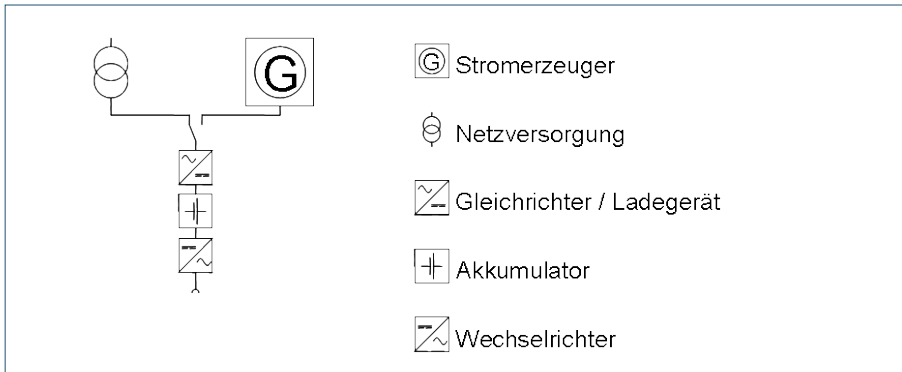 G
G Stromerzeuger
Netzversorgung
Gleichrichter / Ladegerät
Akkumulator
Wechselrichter